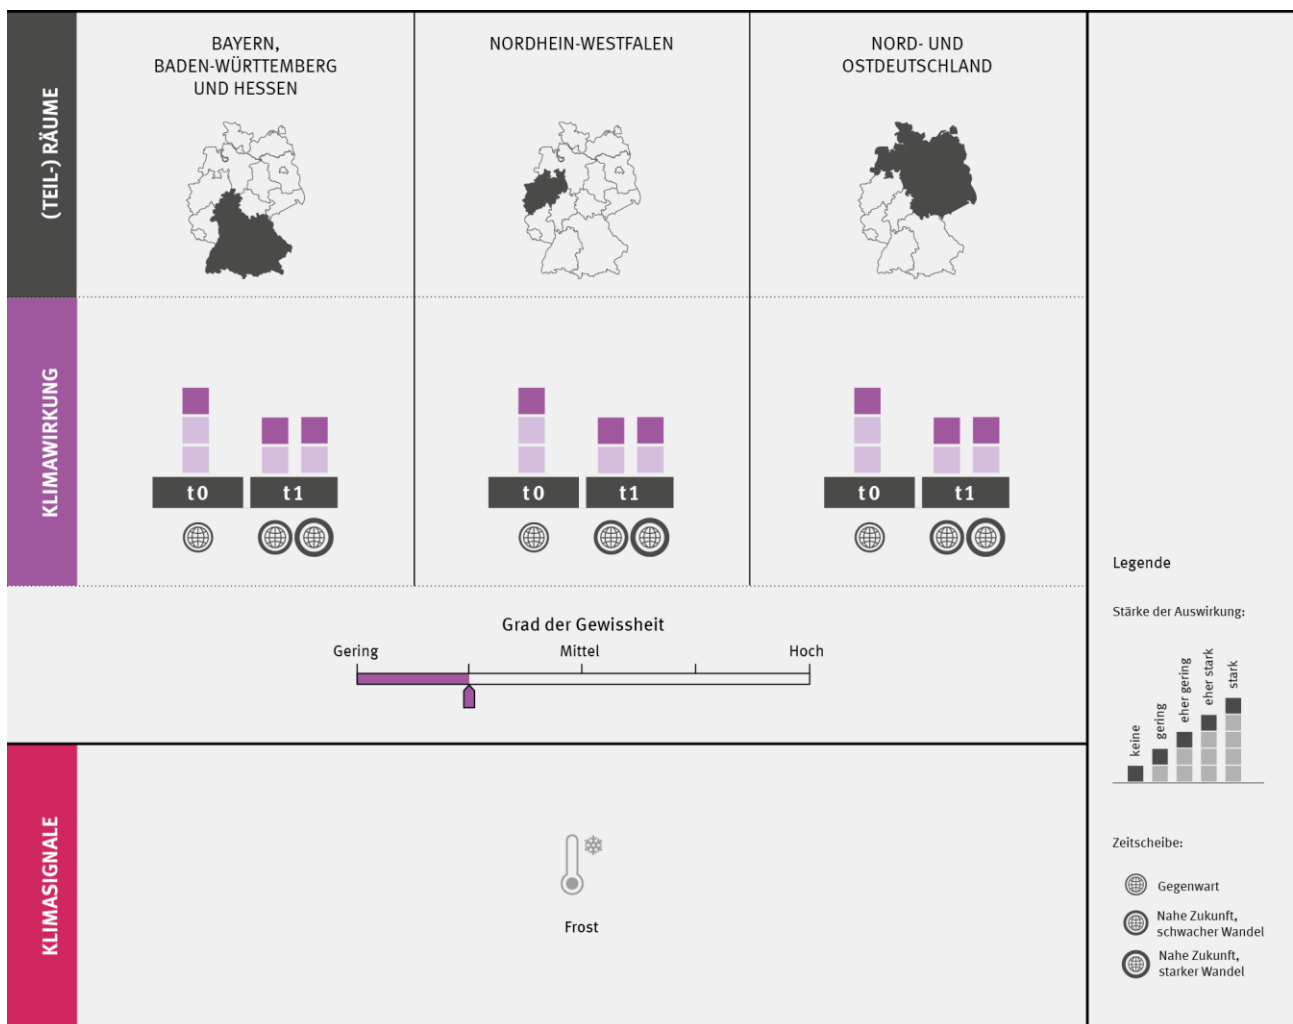 (TEIL-) RÄUME
BAYERN,
BADEN-WÜRTTEMBERG
UND HESSEN
NORDHEIN-WESTFALEN
NORD- UND
OSTDEUTSCHLAND
KLIMAWIRKUNG
t0
t1
t0
t1
t0
t1
Grad der Gewissheit
Gering
Mittel
Hoch
KLIMASIGNALE
Frost
Legende
Stärke der Auswirkung:
keine
gering
eher gering
eher stark
stark
Zeitscheibe:
Gegenwart
Nahe Zukunft,
schwacher Wandel
Nahe Zukunft,
starker Wandel